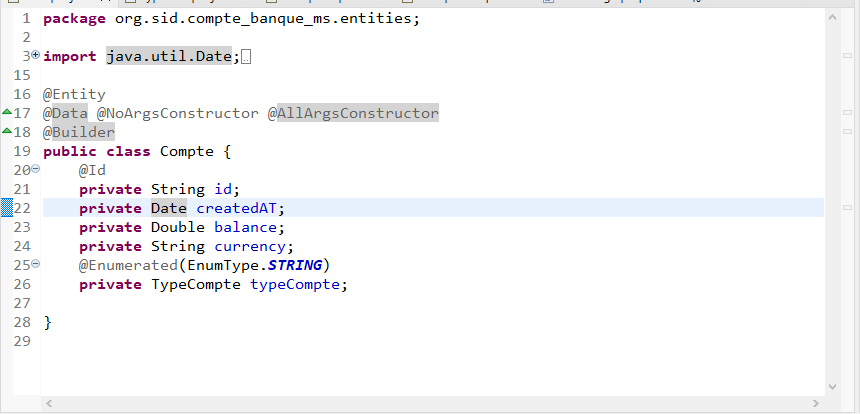 1 package org.sid.compte_banque_ms.entities;
2
3 import java.util.Date;
15
16 @Entity
17 @Data @NoArgsConstructor @AllArgsConstructor
18 @Builder
19 public class Compte {
20 @Id
21 private String id;
22 private Date createdAT;
23 private Double balance;
24 private String currency;
25 @Enumerated(EnumType.STRING)
26 private TypeCompte typeCompte;
27
28 }
29